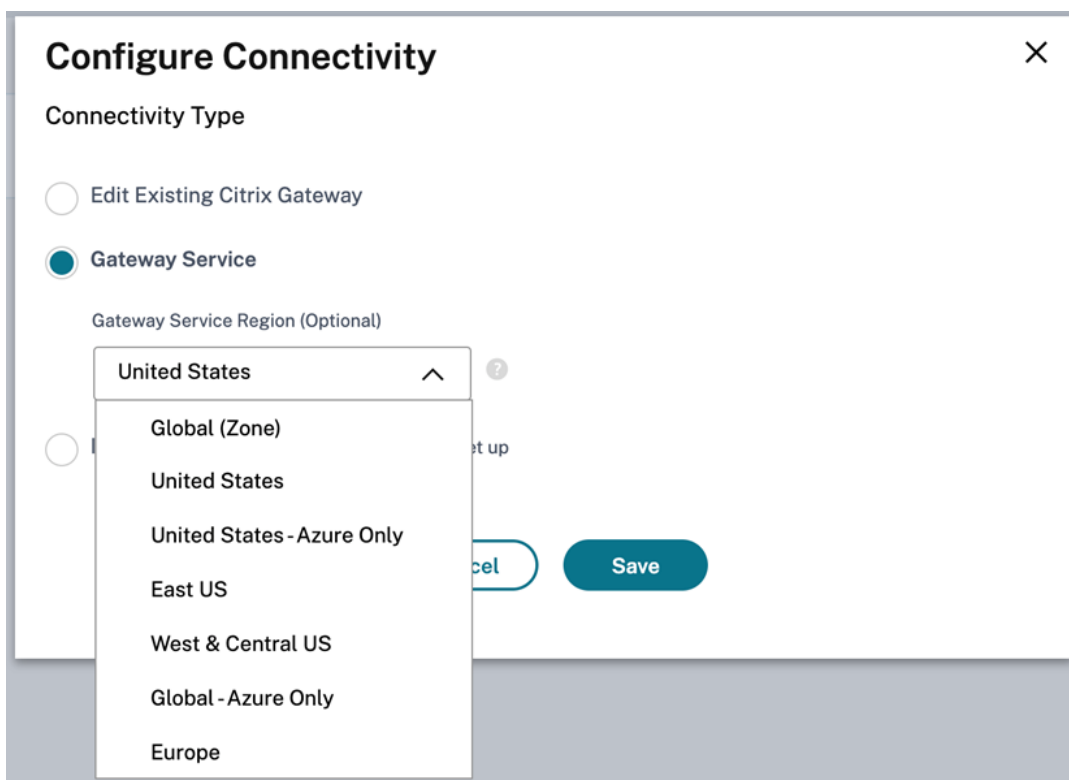 Configure Connectivity
Connectivity Type
Edit Existing Citrix Gateway
Gateway Service
Gateway Service Region (Optional)
United States
?
Global (Zone)
up
United States
United States - Azure Only
Save
East US
West & Central US
Global - Azure Only
Europe